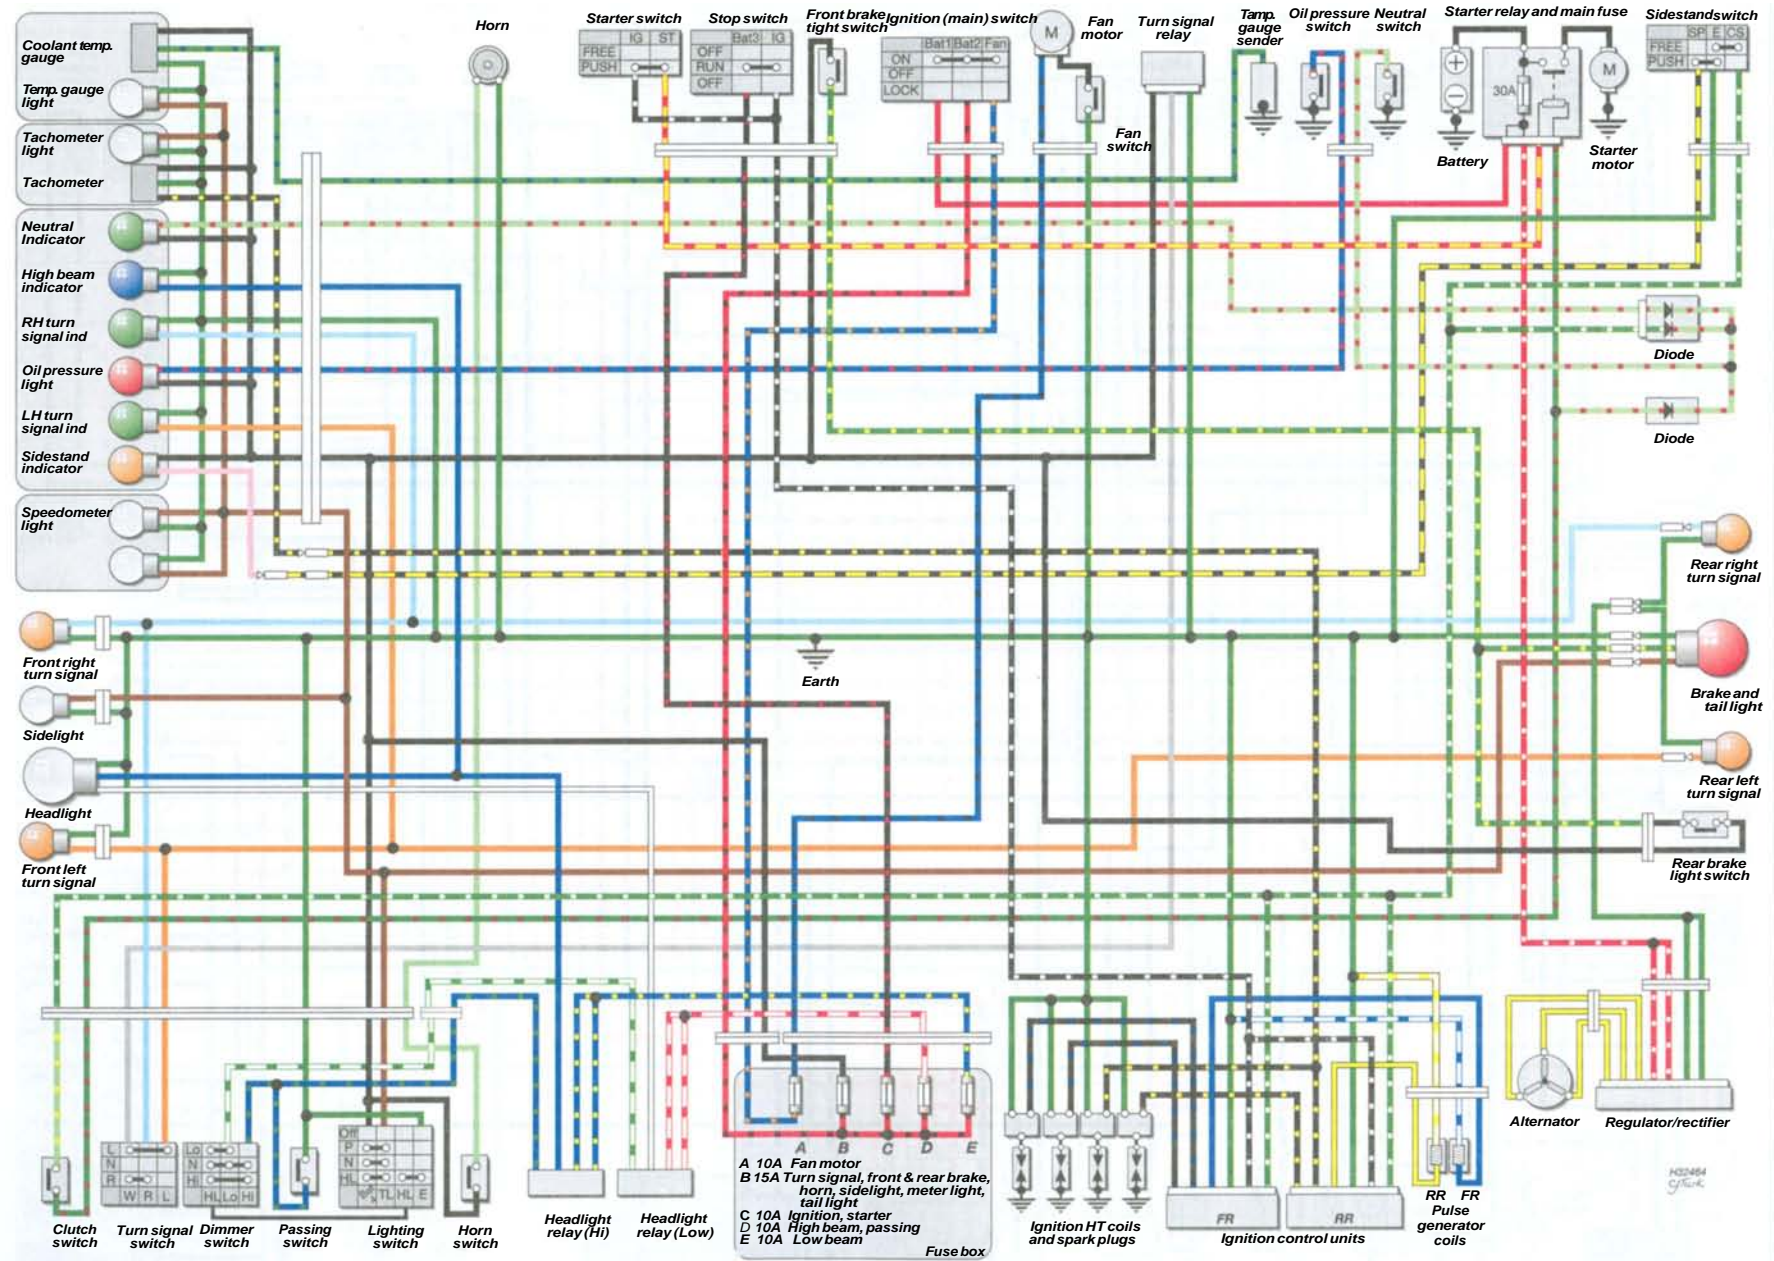 Horn
Starter switch
IG ST
FREE
PUSH
Stop switch
Bat3 IG
OFF
RUN
OFF
Front brake
tight switch
Ignition (main) switch
Bat1 Bat2 Fan
ON
OFF
LOCK
M
Fan
motor
Fan
switch
Turn signal
relay
Tamp.
gauge
sender
Oil pressure
switch
Neutral
switch
Starter relay and main fuse
30A
M
Battery
Starter
motor
Sidestand switch
SP E CS
FREE
PUSH
Coolant temp.
gauge
Temp. gauge
light
Tachometer
light
Tachometer
Neutral
Indicator
High beam
indicator
RH turn
signal ind
Oil pressure
light
LH turn
signal ind
Sidestand
indicator
Speedometer
light
Diode
Diode
Rear right
turn signal
Brake and
tail light
Rear left
turn signal
Rear brake
light switch
Front right
turn signal
Sidelight
Headlight
Front left
turn signal
Earth
L
N
R
W R L
Lo
N
Hi
HL Lo Hi
Off
P
N
HL
TL HL E
Clutch
switch
Turn signal
switch
Dimmer
switch
Passing
switch
Lighting
switch
Horn
switch
Headlight
relay (Hi)
Headlight
relay (Low)
A B C D E
A 10A Fan motor
B 15A Turn signal, front & rear brake,
horn, sidelight, meter light,
tail light
C 10A Ignition, starter
D 10A High beam, passing
E 10A Low beam
Fuse box
Ignition HT coils
and spark plugs
FR
RR
Ignition control units
RR FR
Pulse
generator
coils
Alternator
Regulator/rectifier
H32464